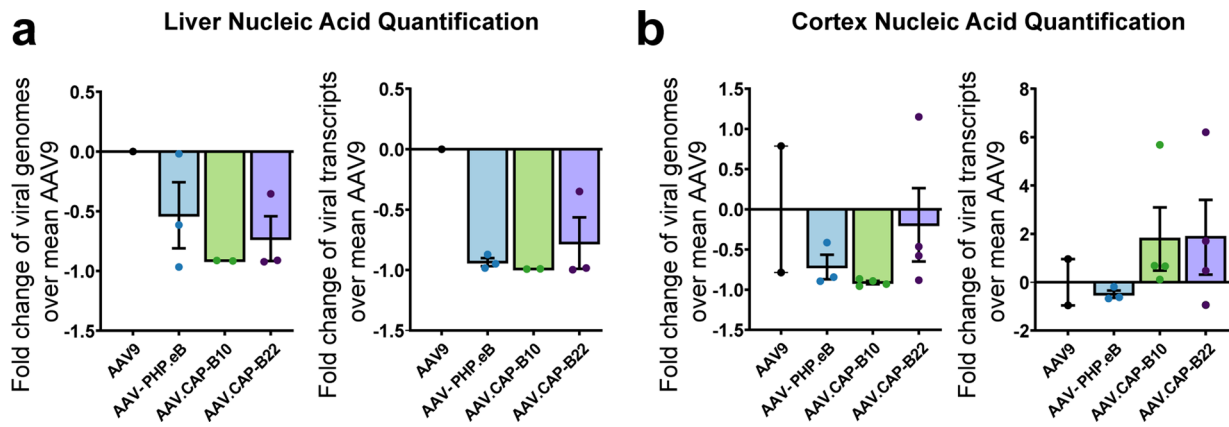 a
Liver Nucleic Acid Quantification
Fold change of viral genomes
over mean AAV9
0.5
0.0
-0.5
-1.0
-1.5
AAV9
AAV- PHP.eB
AAV.CAP-B10
AAV.CAP-B22
Fold change of viral transcripts
over mean AAV9
0.5
0.0
-0.5
-1.0
-1.5
AAV9
AAV- PHP.eB
AAV.CAP-B10
AAV.CAP-B22
b
Cortex Nucleic Acid Quantification
Fold change of viral genomes
over mean AAV9
1.5
1.0
0.5
0.0
-0.5
-1.0
-1.5
AAV9
AAV- PHP.eB
AAV.CAP-B10
AAV.CAP-B22
Fold change of viral transcripts
over mean AAV9
8
6
4
2
0
-2
AAV9
AAV- PHP.eB
AAV.CAP-B10
AAV.CAP-B22